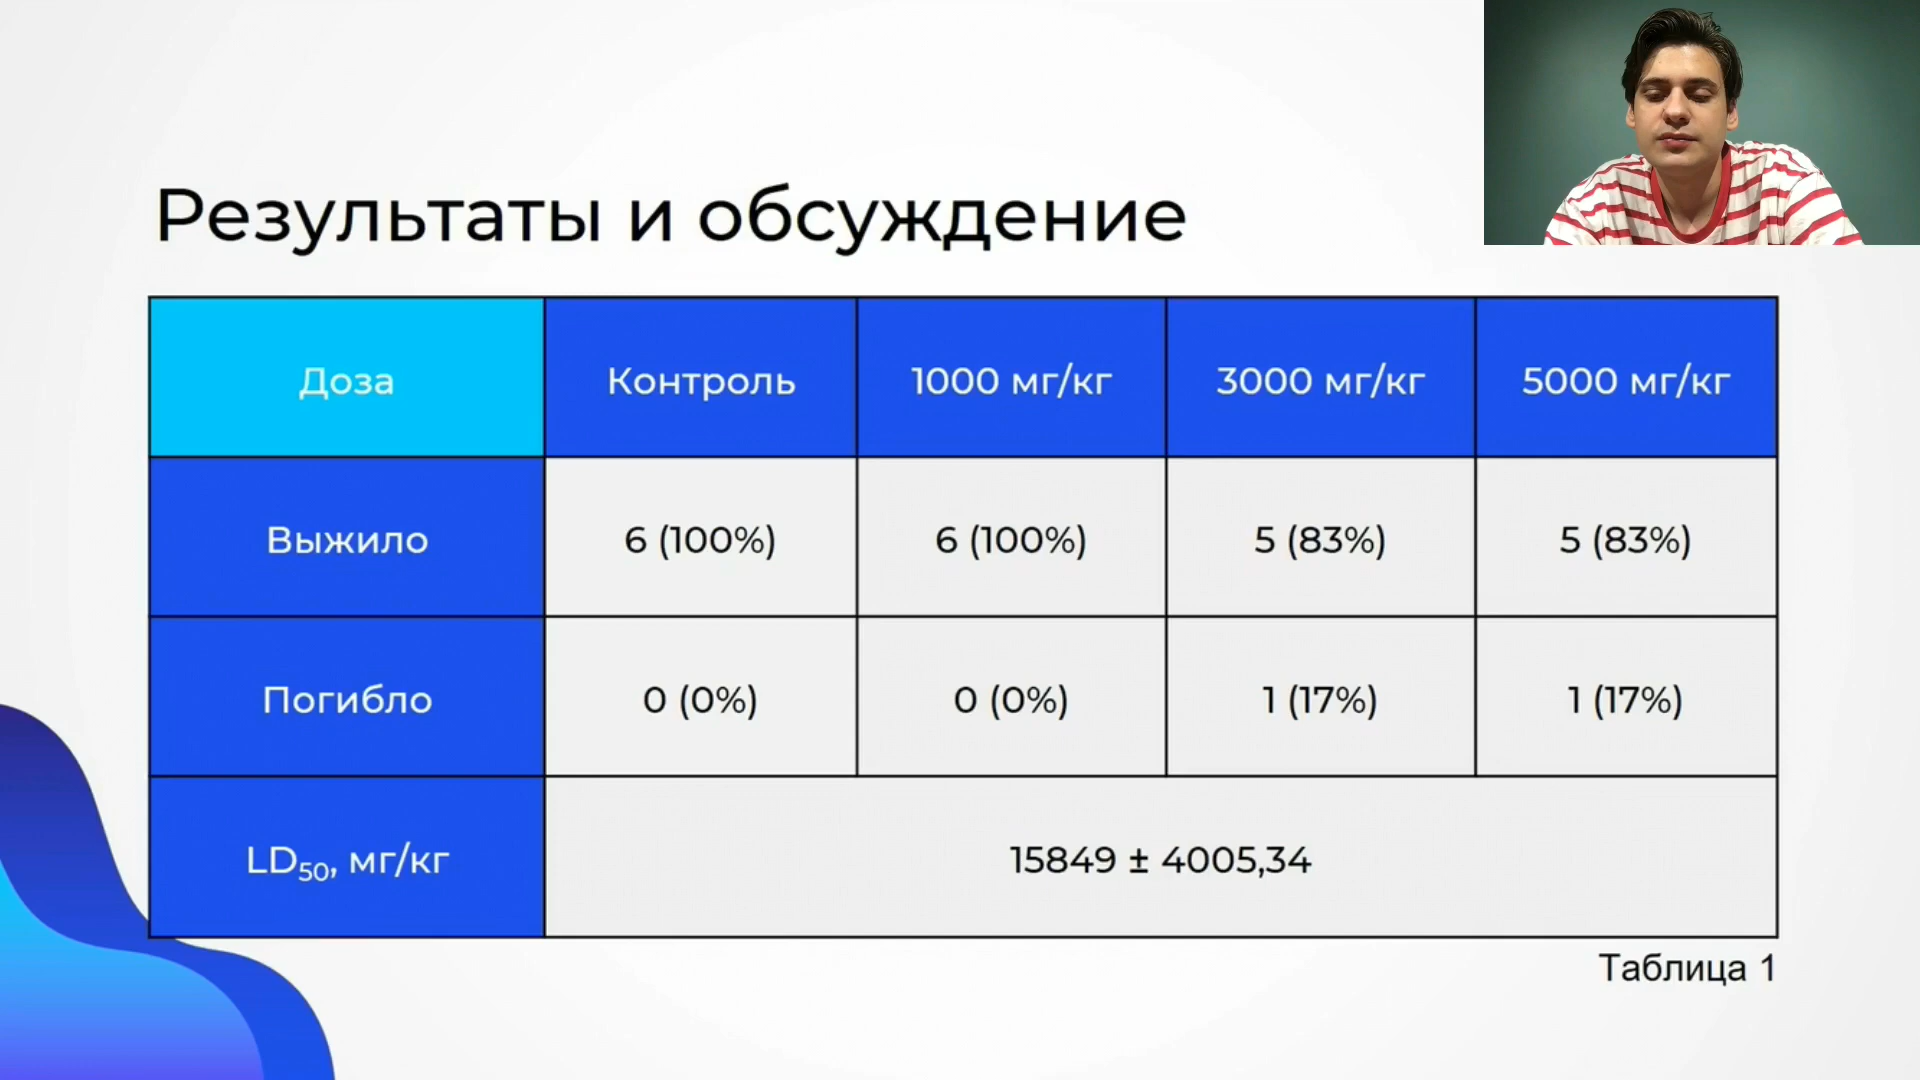 Результаты и обсуждение
Доза Контроль 1000 мг/кг 3000 мг/кг 5000 мг/кг
Выжило 6 (100%) 6 (100%) 5 (83%) 5 (83%)
Погибло 0 (0%) 0 (0%) 1 (17%) 1 (17%)
LD50, мг/кг 15849 ± 4005,34
Таблица 1